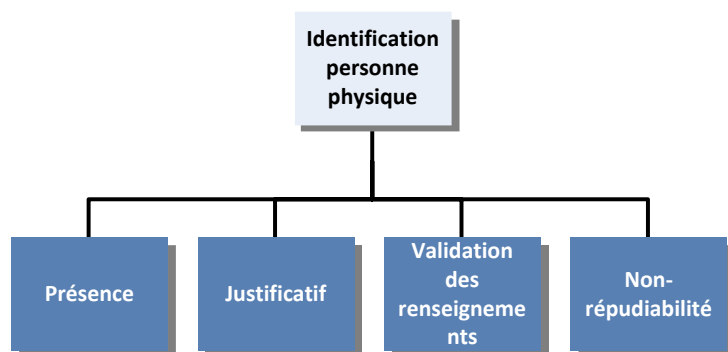 Identification
personne
physique
Présence
Justificatif
Validation
des
renseigneme
nts
Non-
répudiabilité